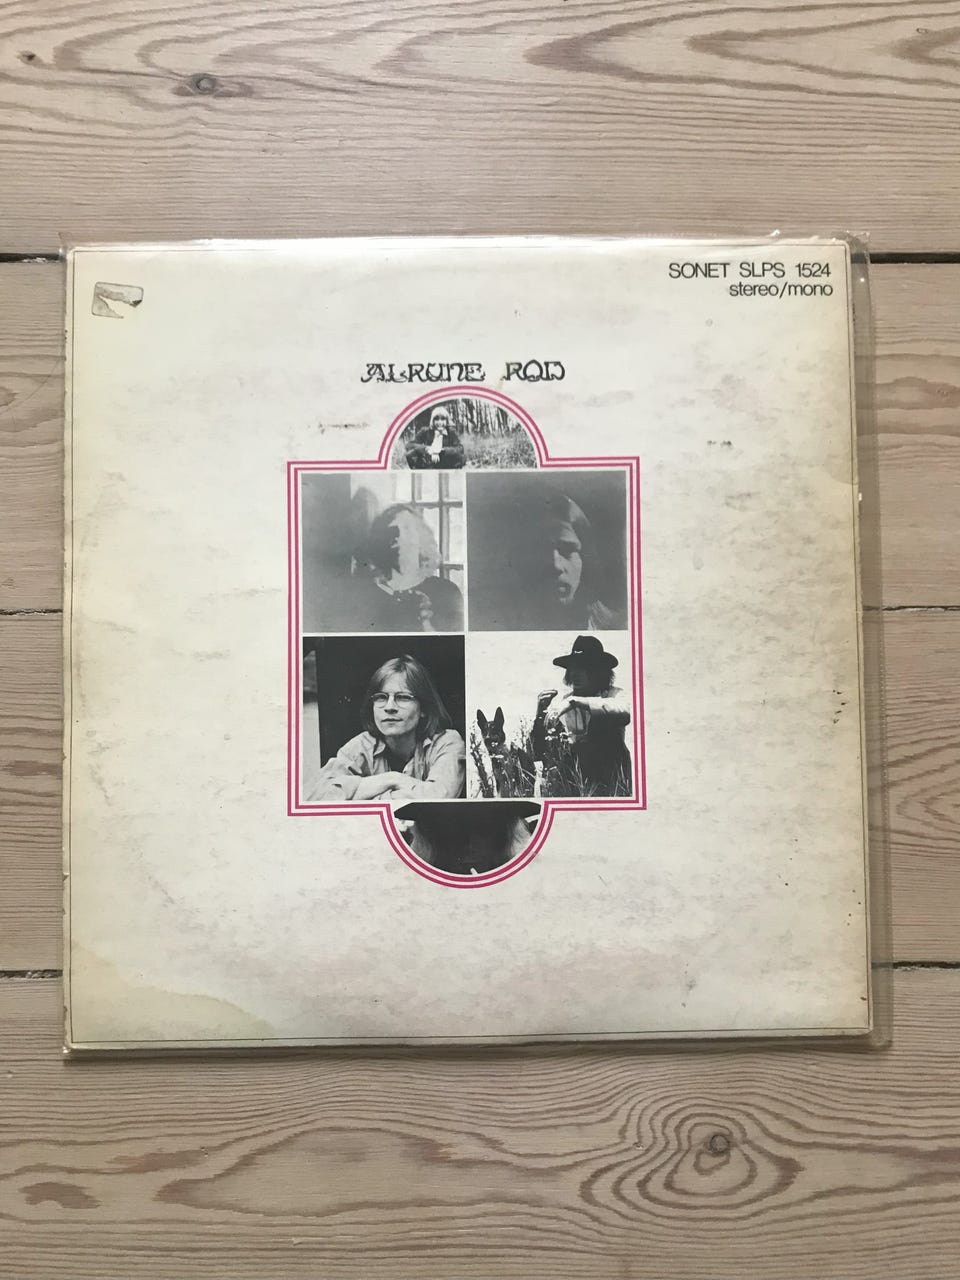 SONET SLPS 1524
stereo/mono
ALRUNE ROD